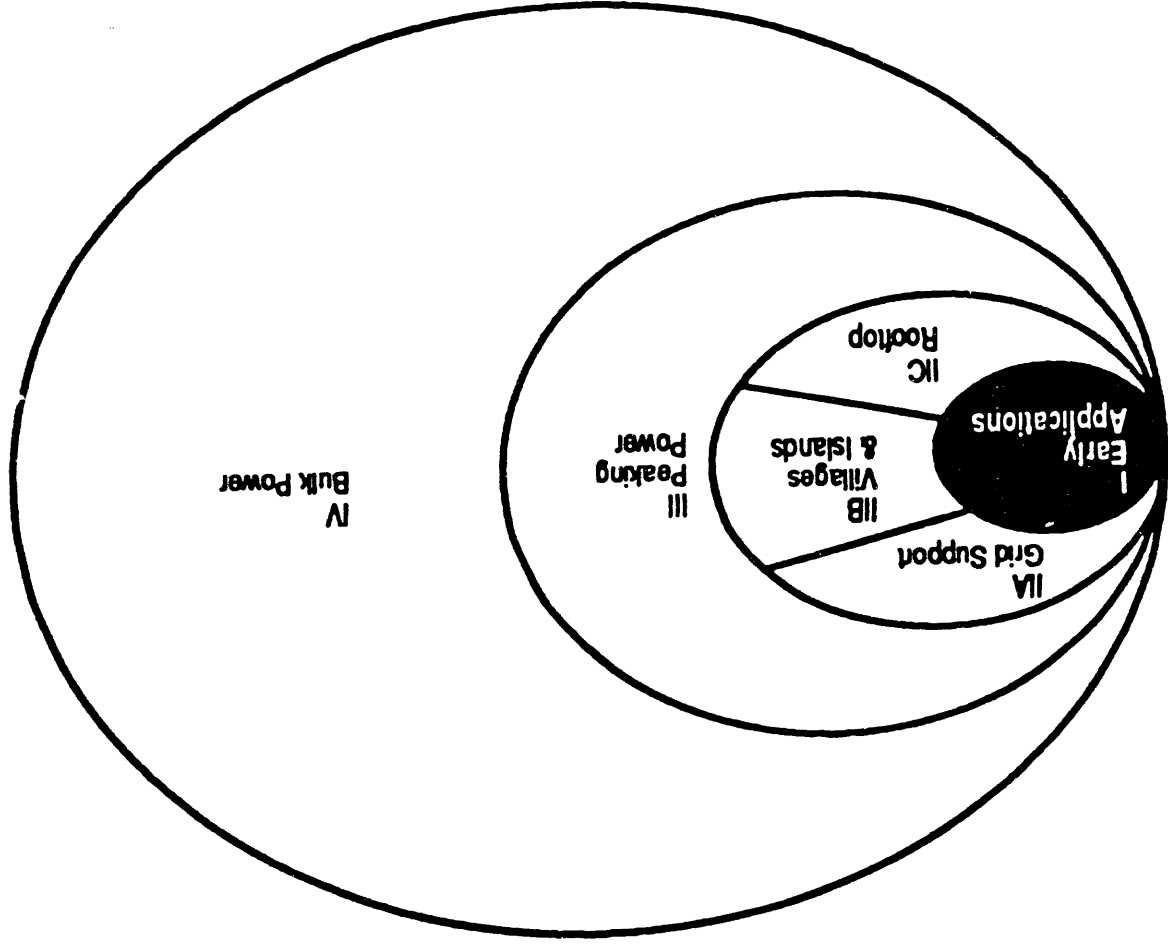 I
Early
Applications
IIA
Grid Support
IIB
Villages
& Islands
IIC
Rooftop
III
Peaking
Power
IV
Bulk Power